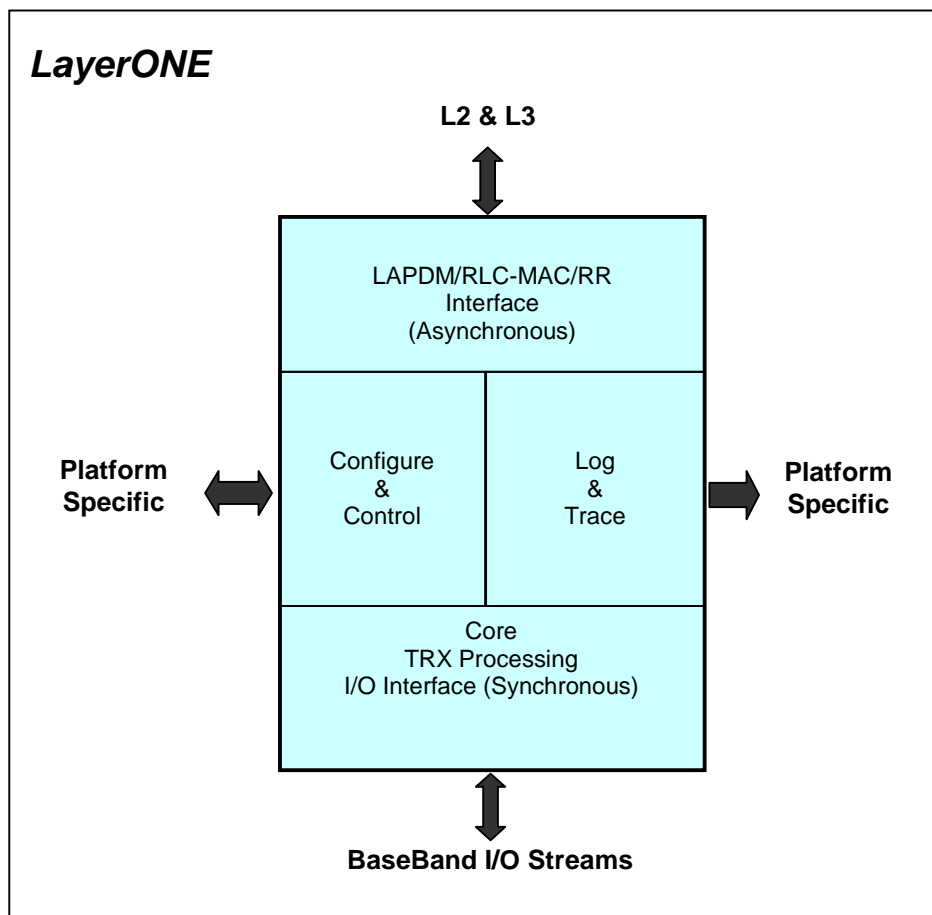 LayerONE
L2 & L3
LAPDM/RLC-MAC/RR
Interface
(Asynchronous)
Platform
Specific
Configure
&
Control
Log
&
Trace
Platform
Specific
Core
TRX Processing
I/O Interface (Synchronous)
BaseBand I/O Streams